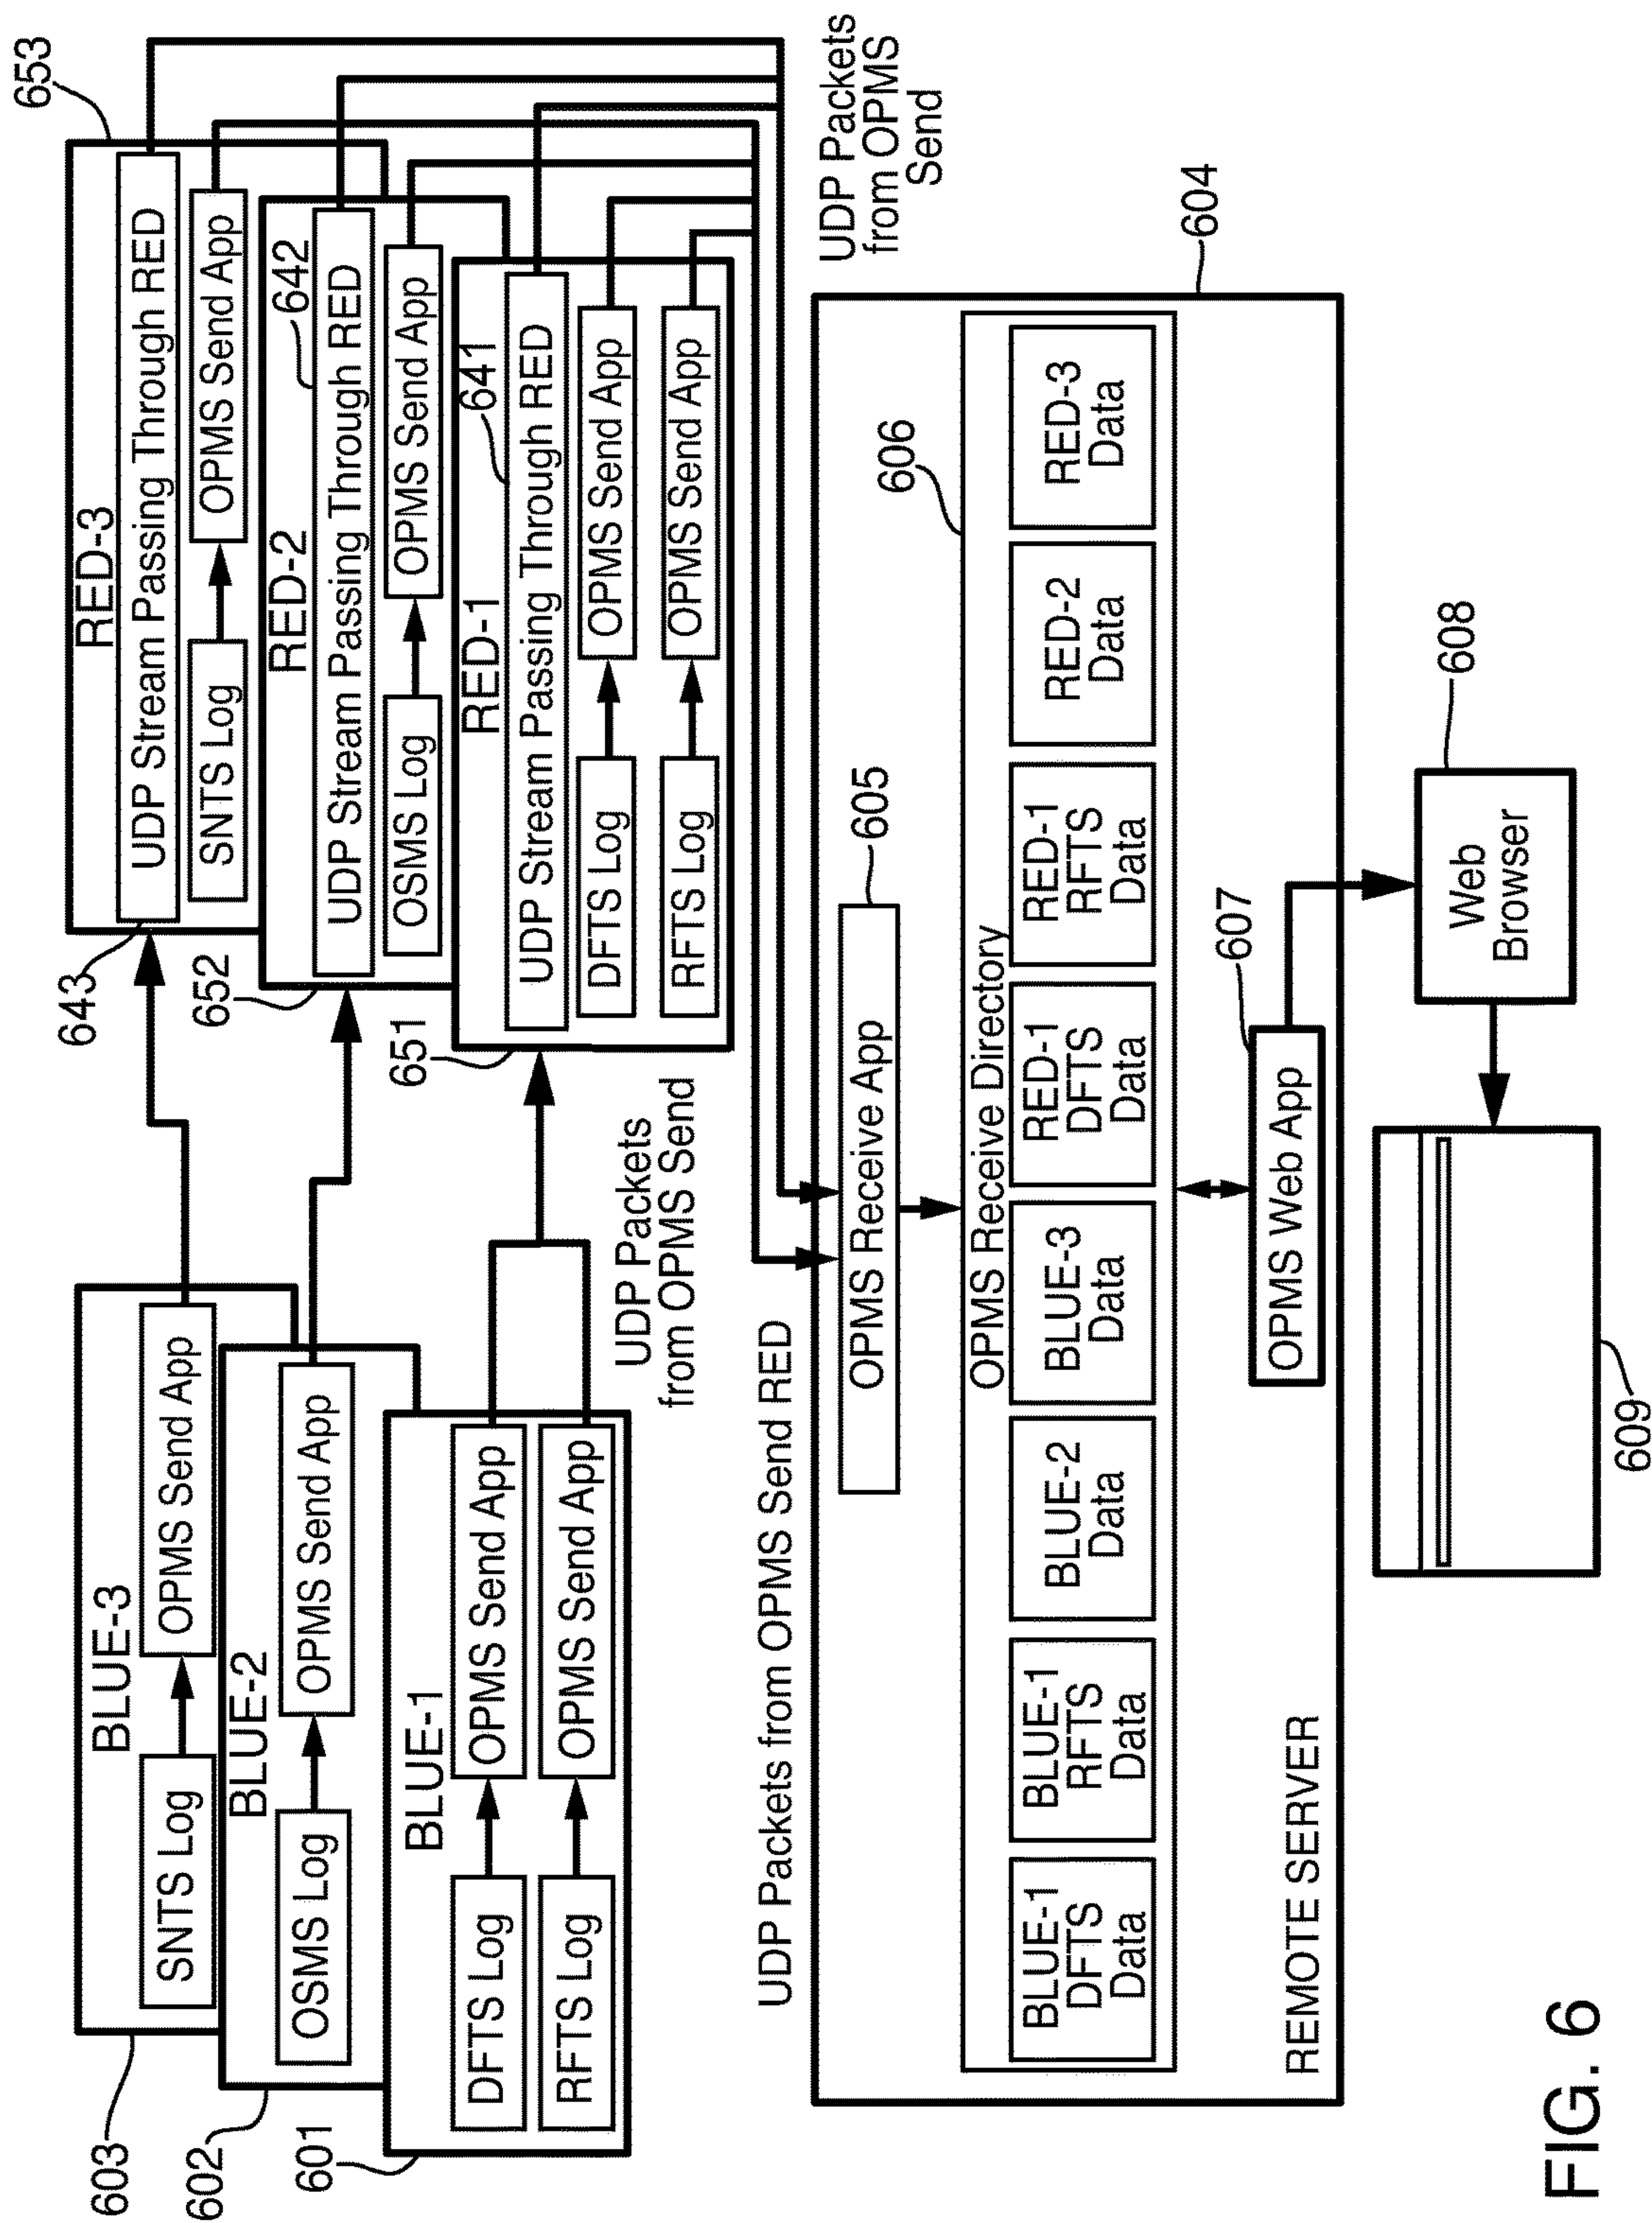 603
BLUE-3
SNTS Log
OPMS Send App
602
BLUE-2
OSMS Log
OPMS Send App
601
BLUE-1
DFTS Log
OPMS Send App
RFTS Log
OPMS Send App
UDP Packets
from OPMS Send
653
RED-3
643
UDP Stream Passing Through RED
SNTS Log
OPMS Send App
652
RED-2
642
UDP Stream Passing Through RED
OSMS Log
OPMS Send App
651
RED-1
641
UDP Stream Passing Through RED
DFTS Log
OPMS Send App
RFTS Log
OPMS Send App
UDP Packets from OPMS Send RED
UDP Packets
from OPMS
Send
604
OPMS Receive App
605
606
OPMS Receive Directory
BLUE-1
DFTS
Data
BLUE-1
RFTS
Data
BLUE-2
Data
BLUE-3
Data
RED-1
DFTS
Data
RED-1
RFTS
Data
RED-2
Data
RED-3
Data
OPMS Web App
607
REMOTE SERVER
Web
Browser
608
609
FIG. 6